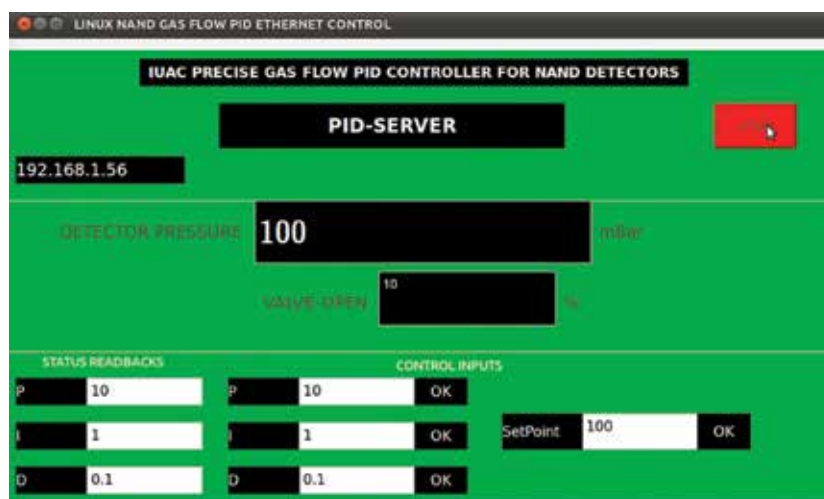 LINUX NAND GAS FLOW PID ETHERNET CONTROL
IUAC PRECISE GAS FLOW PID CONTROLLER FOR NAND DETECTORS
PID-SERVER
192.168.1.56
DETECTOR PRESSURE 100 mBar
VALVE-OPEN 10 %
STATUS READBACKS CONTROL INPUTS
P 10 P 10 OK
I 1 I 1 OK SetPoint 100 OK
D 0.1 D 0.1 OK